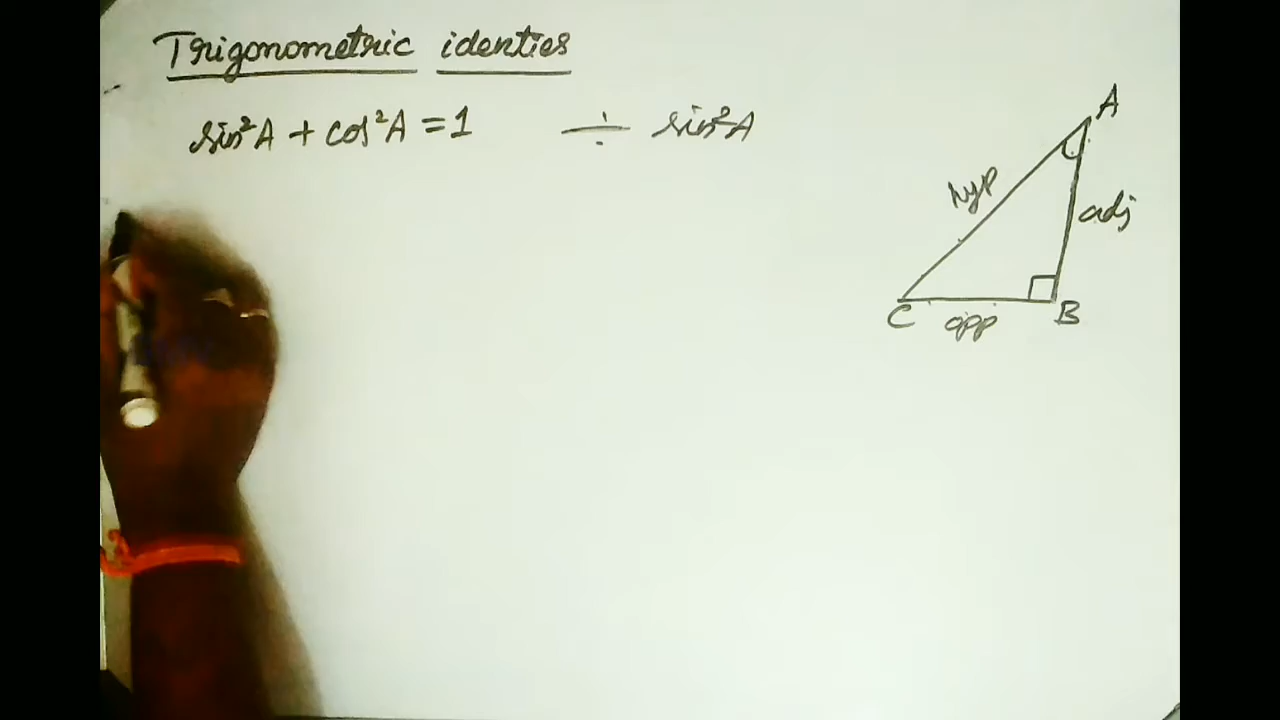 Trigonometric identies
sin²A + cos²A = 1 ÷ sin²A
A
hyp
adj
C opp B